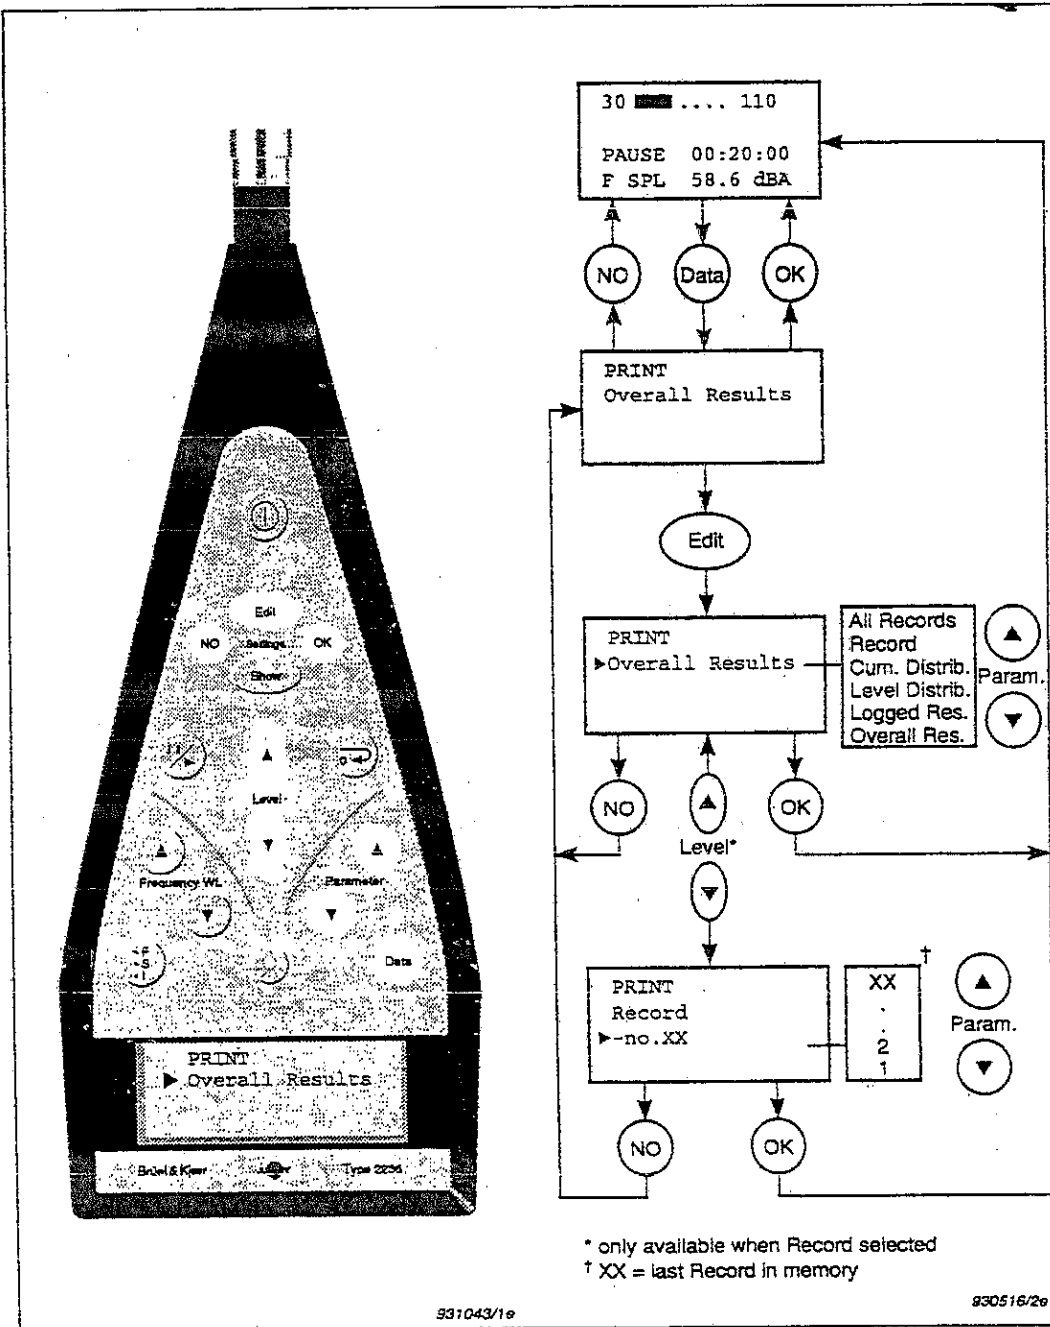 Edit
NO
Settings
OK
Show
Level
Frequency WL
Parameter
F
S
I
Data
PRINT
▶ Overall Results
Brüel & Kjær
Type 2236
30 .... 110
PAUSE 00:20:00
F SPL 58.6 dBA
NO
Data
OK
PRINT
Overall Results
Edit
PRINT
▶Overall Results
All Records
Record
Cum. Distrib.
Level Distrib.
Logged Res.
Overall Res.
Param.
NO
Level*
OK
PRINT
Record
▶-no.XX
†
XX
.
.
2
1
Param.
NO
OK
* only available when Record selected
† XX = last Record in memory
931043/1e
930516/2e